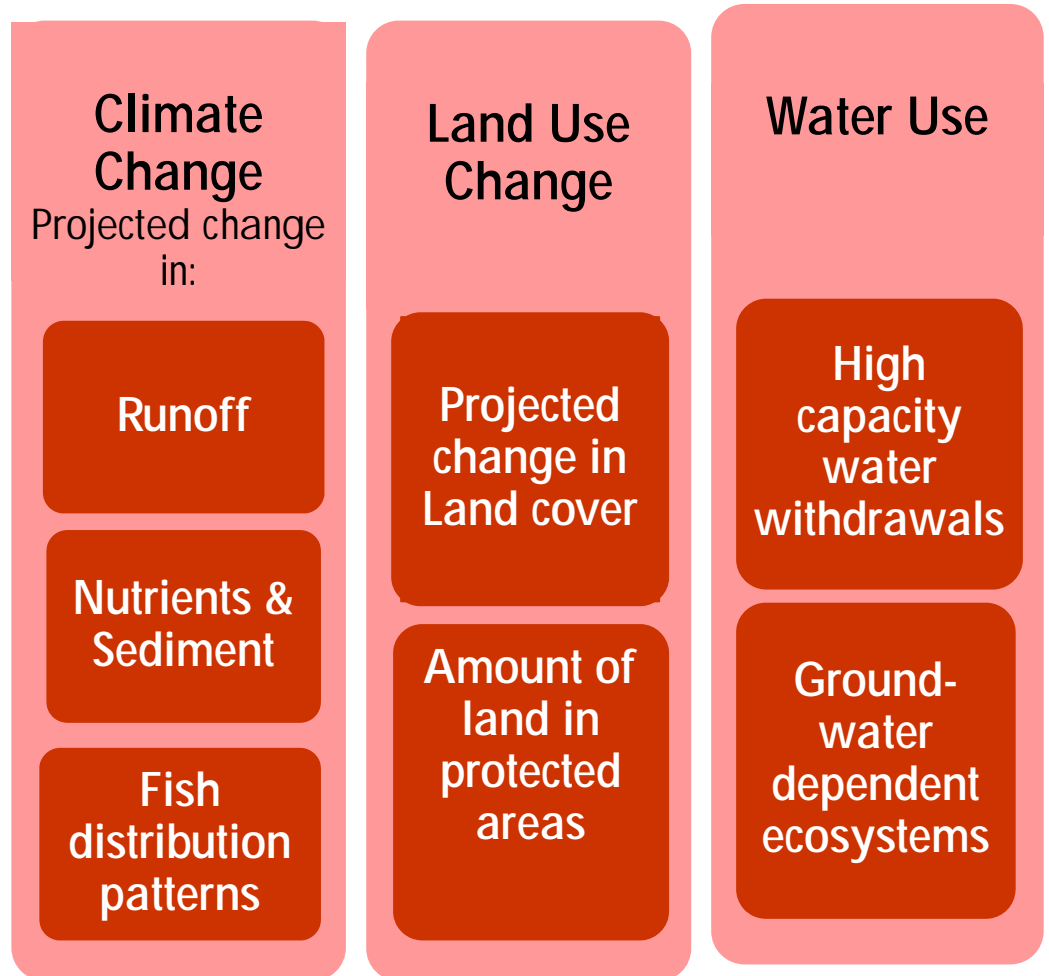 Climate
Change
Projected change
in:
Runoff
Nutrients &
Sediment
Fish
distribution
patterns
Land Use
Change
Projected
change in
Land cover
Amount of
land in
protected
areas
Water Use
High
capacity
water
withdrawals
Ground-
water
dependent
ecosystems